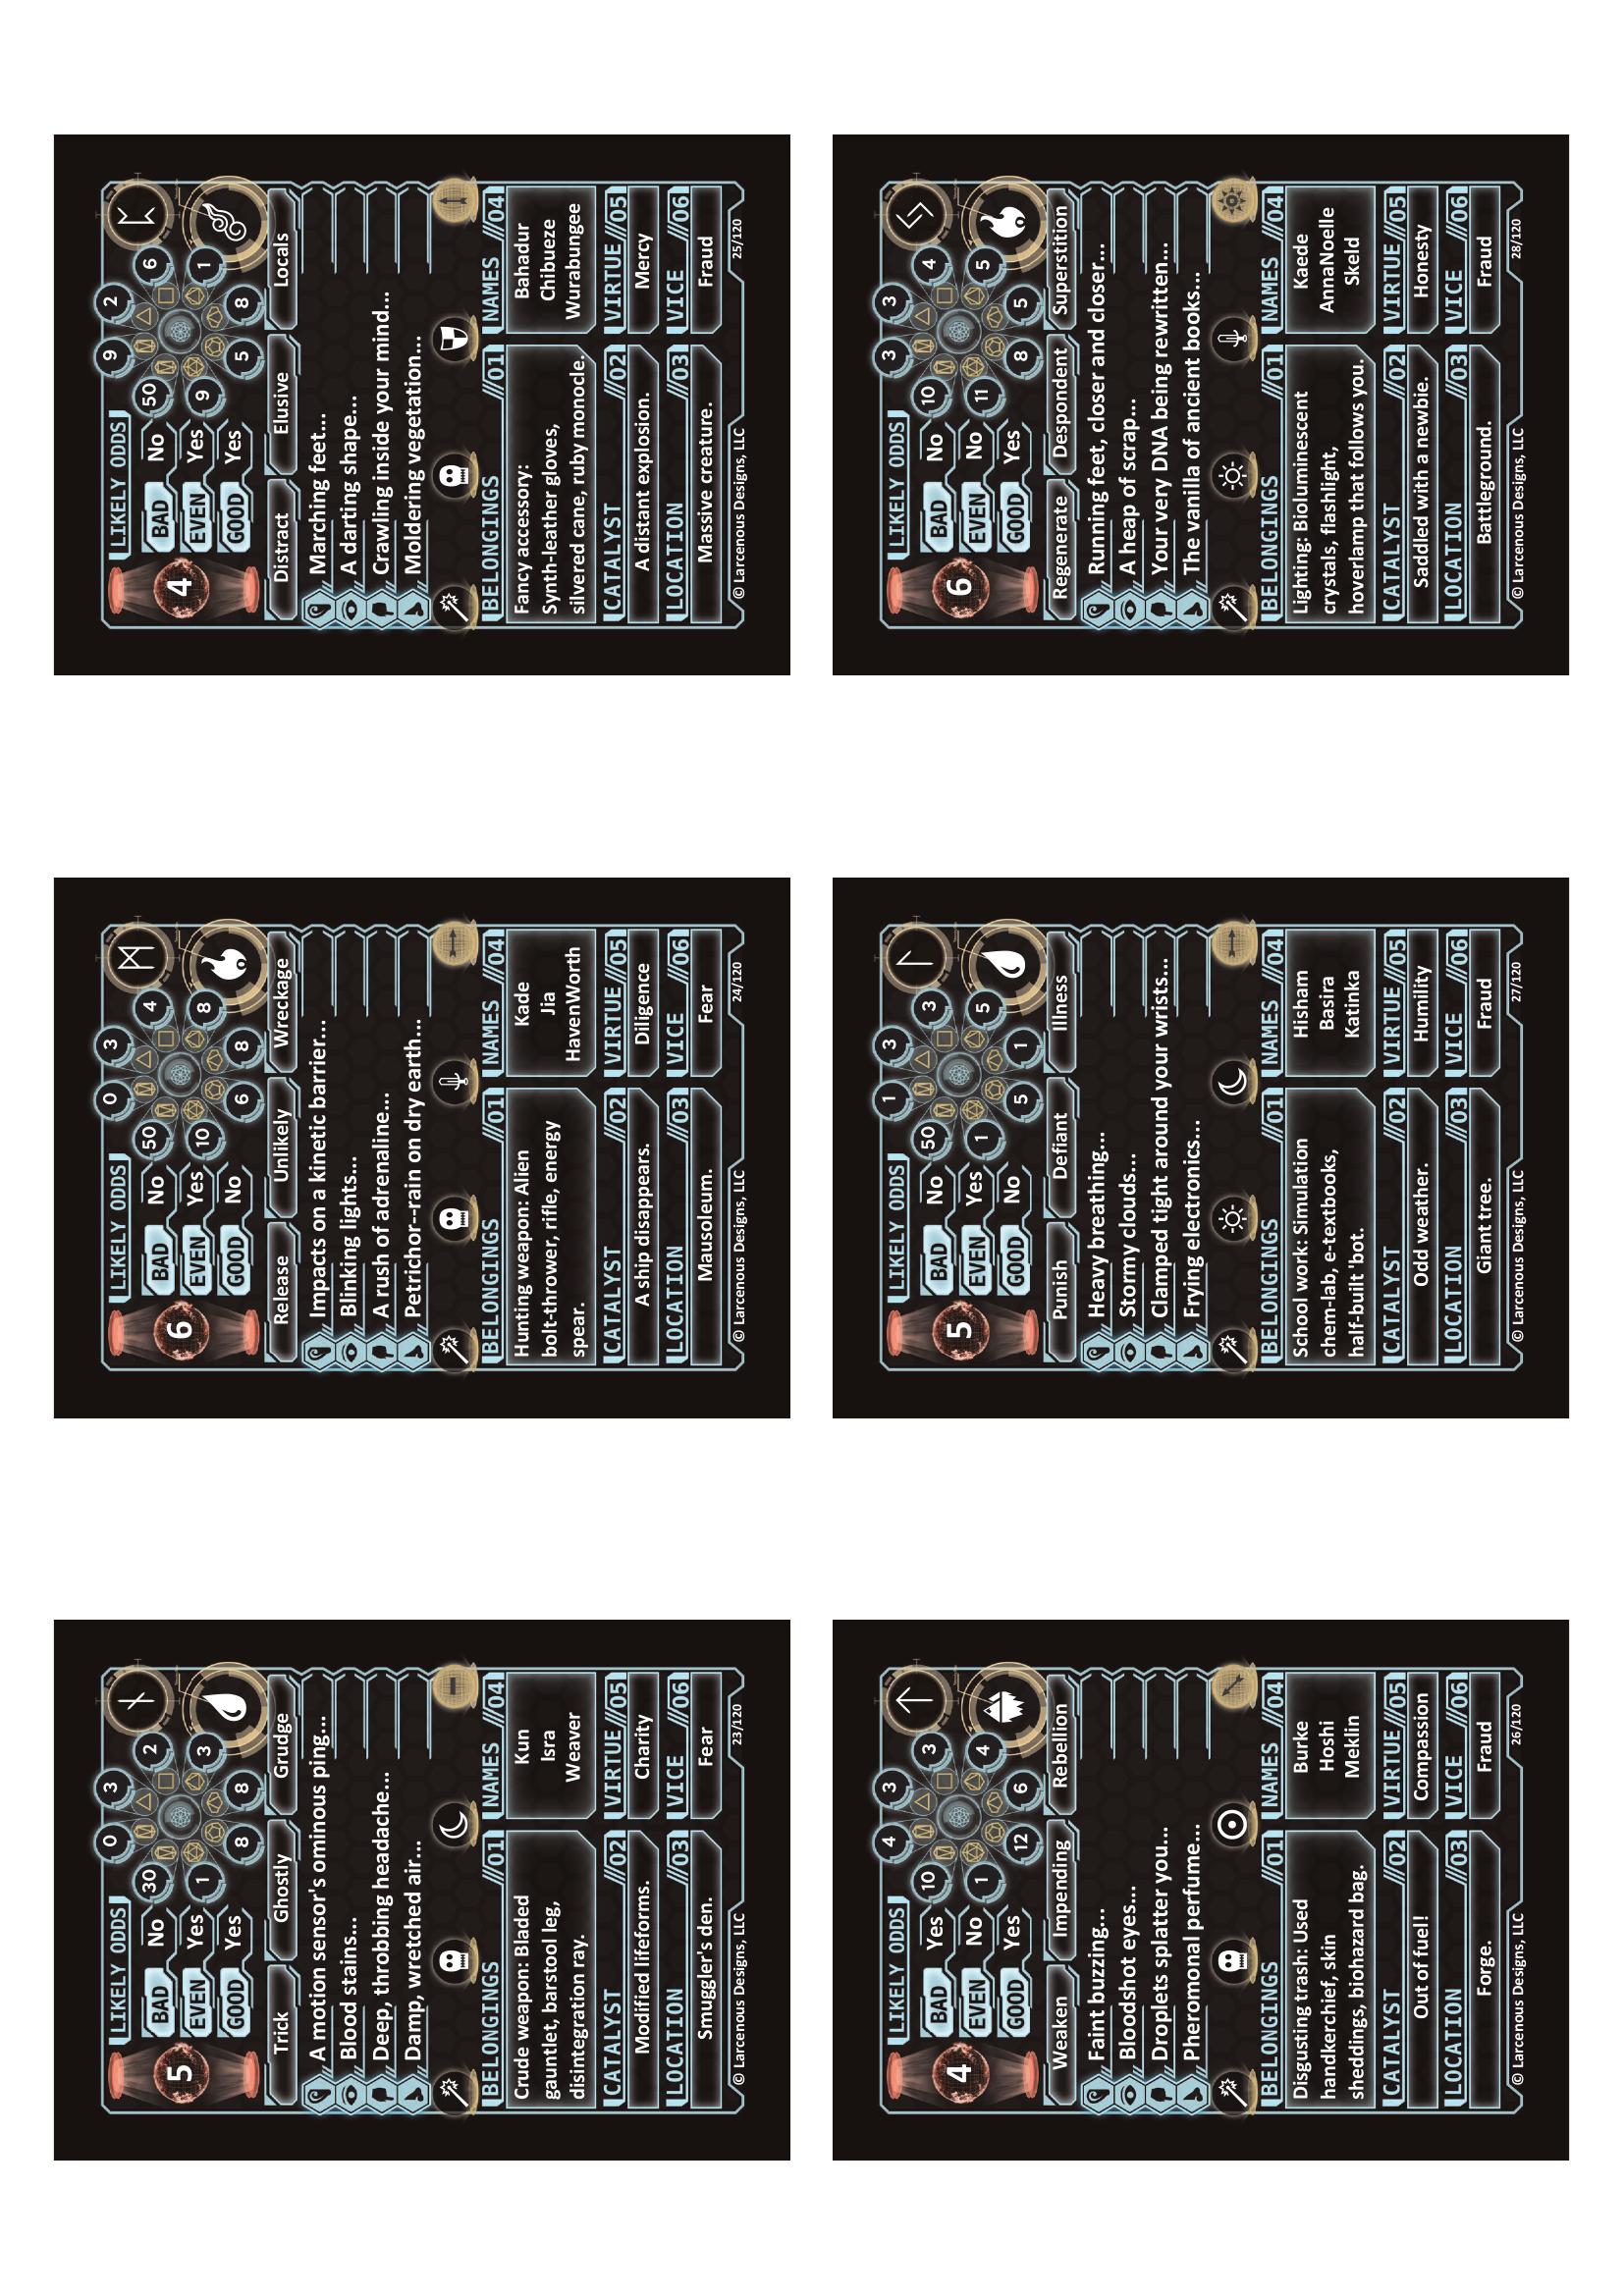 LIKELY ODDS
5
BAD No
EVEN Yes
GOOD Yes
0 3
30 2
1 3
8 8
Trick Ghostly Grudge
A motion sensor's ominous ping...
Blood stains...
Deep, throbbing headache...
Damp, wretched air...
BELONGINGS //01
Crude weapon: Bladed
gauntlet, barstool leg,
disintegration ray.
CATALYST //02
Modified lifeforms.
LOCATION //03
Smuggler's den.
NAMES //04
Kun
Isra
Weaver
VIRTUE //05
Charity
VICE //06
Fear
© Larcenous Designs, LLC
23/120
LIKELY ODDS
6
BAD No
EVEN Yes
GOOD No
0 3
50 4
10 8
6 8
Release Unlikely Wreckage
Impacts on a kinetic barrier...
Blinking lights...
A rush of adrenaline...
Petrichor--rain on dry earth...
BELONGINGS //01
Hunting weapon: Alien
bolt-thrower, rifle, energy
spear.
CATALYST //02
A ship disappears.
LOCATION //03
Mausoleum.
NAMES //04
Kade
Jia
HavenWorth
VIRTUE //05
Diligence
VICE //06
Fear
© Larcenous Designs, LLC
24/120
LIKELY ODDS
4
BAD No
EVEN Yes
GOOD Yes
9 2
50 6
9 1
5 8
Distract Elusive Locals
Marching feet...
A darting shape...
Crawling inside your mind...
Moldering vegetation...
BELONGINGS //01
Fancy accessory:
Synth-leather gloves,
silvered cane, ruby monocle.
CATALYST //02
A distant explosion.
LOCATION //03
Massive creature.
NAMES //04
Bahadur
Chibueze
Wurabungee
VIRTUE //05
Mercy
VICE //06
Fraud
© Larcenous Designs, LLC
25/120
LIKELY ODDS
4
BAD Yes
EVEN No
GOOD Yes
4 3
10 3
1 4
12 6
Weaken Impending Rebellion
Faint buzzing...
Bloodshot eyes...
Droplets splatter you...
Pheromonal perfume...
BELONGINGS //01
Disgusting trash: Used
handkerchief, skin
sheddings, biohazard bag.
CATALYST //02
Out of fuel!
LOCATION //03
Forge.
NAMES //04
Burke
Hoshi
Meklin
VIRTUE //05
Compassion
VICE //06
Fraud
© Larcenous Designs, LLC
26/120
LIKELY ODDS
5
BAD No
EVEN Yes
GOOD No
1 3
50 3
1 5
5 1
Punish Defiant Illness
Heavy breathing...
Stormy clouds...
Clamped tight around your wrists...
Frying electronics...
BELONGINGS //01
School work: Simulation
chem-lab, e-textbooks,
half-built 'bot.
CATALYST //02
Odd weather.
LOCATION //03
Giant tree.
NAMES //04
Hisham
Basira
Katinka
VIRTUE //05
Humility
VICE //06
Fraud
© Larcenous Designs, LLC
27/120
LIKELY ODDS
6
BAD No
EVEN No
GOOD Yes
3 3
10 4
11 5
8 5
Regenerate Despondent Superstition
Running feet, closer and closer...
A heap of scrap...
Your very DNA being rewritten...
The vanilla of ancient books...
BELONGINGS //01
Lighting: Bioluminescent
crystals, flashlight,
hoverlamp that follows you.
CATALYST //02
Saddled with a newbie.
LOCATION //03
Battleground.
NAMES //04
Kaede
AnnaNoelle
Skeld
VIRTUE //05
Honesty
VICE //06
Fraud
© Larcenous Designs, LLC
28/120